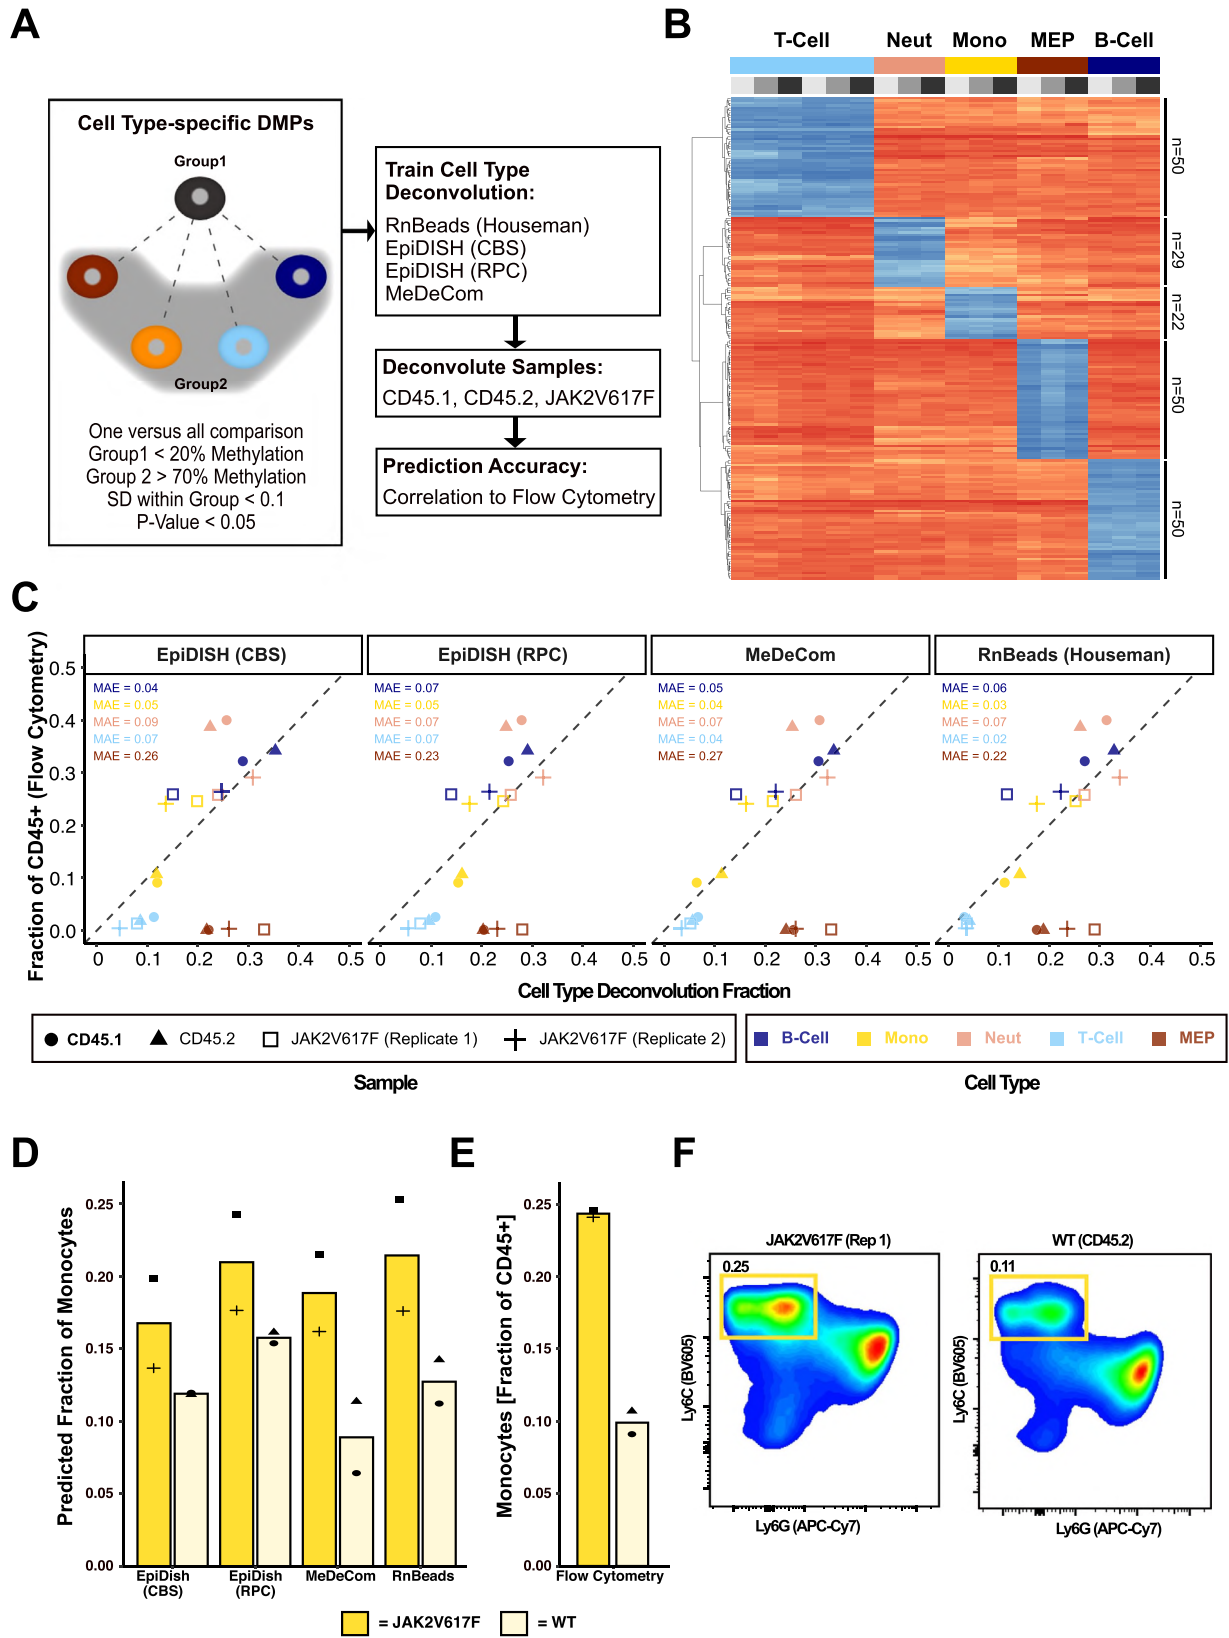 A
Cell Type-specific DMPs
Group1
Group2
One versus all comparison
Group1 < 20% Methylation
Group 2 > 70% Methylation
SD within Group < 0.1
P-Value < 0.05
Train Cell Type
Deconvolution:
RnBeads (Houseman)
EpiDISH (CBS)
EpiDISH (RPC)
MeDeCom
Deconvolute Samples:
CD45.1, CD45.2, JAK2V617F
Prediction Accuracy:
Correlation to Flow Cytometry
B
T-Cell Neut Mono MEP B-Cell
n=50
n=29
n=22
n=50
n=50
C
Fraction of CD45+ (Flow Cytometry)
0.5
0.4
0.3
0.2
0.1
0.0
EpiDISH (CBS)
MAE = 0.04
MAE = 0.05
MAE = 0.09
MAE = 0.07
MAE = 0.26
0 0.1 0.2 0.3 0.4 0.5
EpiDISH (RPC)
MAE = 0.07
MAE = 0.05
MAE = 0.07
MAE = 0.07
MAE = 0.23
0 0.1 0.2 0.3 0.4 0.5
MeDeCom
MAE = 0.05
MAE = 0.04
MAE = 0.07
MAE = 0.04
MAE = 0.27
0 0.1 0.2 0.3 0.4 0.5
RnBeads (Houseman)
MAE = 0.06
MAE = 0.03
MAE = 0.07
MAE = 0.02
MAE = 0.22
0 0.1 0.2 0.3 0.4 0.5
Cell Type Deconvolution Fraction
CD45.1 CD45.2 JAK2V617F (Replicate 1) JAK2V617F (Replicate 2)
Sample
B-Cell Mono Neut T-Cell MEP
Cell Type
D
Predicted Fraction of Monocytes
0.25
0.20
0.15
0.10
0.05
0.00
EpiDish
(CBS)
EpiDish
(RPC)
MeDeCom
RnBeads
E
Monocytes [Fraction of CD45+]
0.25
0.20
0.15
0.10
0.05
0.00
Flow Cytometry
= JAK2V617F = WT
F
JAK2V617F (Rep 1)
0.25
Ly6C (BV605)
Ly6G (APC-Cy7)
WT (CD45.2)
0.11
Ly6C (BV605)
Ly6G (APC-Cy7)